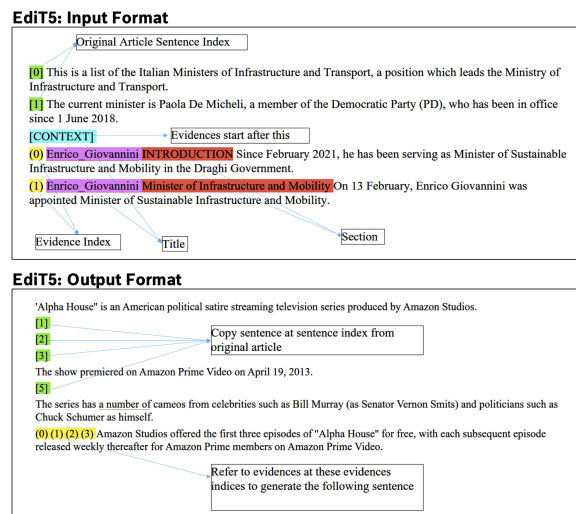 EdiT5: Input Format
Original Article Sentence Index
[0] This is a list of the Italian Ministers of Infrastructure and Transport, a position which leads the Ministry of
Infrastructure and Transport.
[1] The current minister is Paola De Micheli, a member of the Democratic Party (PD), who has been in office
since 1 June 2018.
[CONTEXT]
Evidences start after this
(0) Enrico_Giovannini INTRODUCTION Since February 2021, he has been serving as Minister of Sustainable
Infrastructure and Mobility in the Draghi Government.
(1) Enrico_Giovannini Minister of Infrastructure and Mobility On 13 February, Enrico Giovannini was
appointed Minister of Sustainable Infrastructure and Mobility.
Evidence Index
Title
Section
EdiT5: Output Format
'Alpha House" is an American political satire streaming television series produced by Amazon Studios.
[1]
[2]
[3]
Copy sentence at sentence index from
original article
The show premiered on Amazon Prime Video on April 19, 2013.
[5]
The series has a number of cameos from celebrities such as Bill Murray (as Senator Vernon Smits) and politicians such as
Chuck Schumer as himself.
(0) (1) (2) (3) Amazon Studios offered the first three episodes of "Alpha House" for free, with each subsequent episode
released weekly thereafter for Amazon Prime members on Amazon Prime Video.
Refer to evidences at these evidences
indices to generate the following sentence